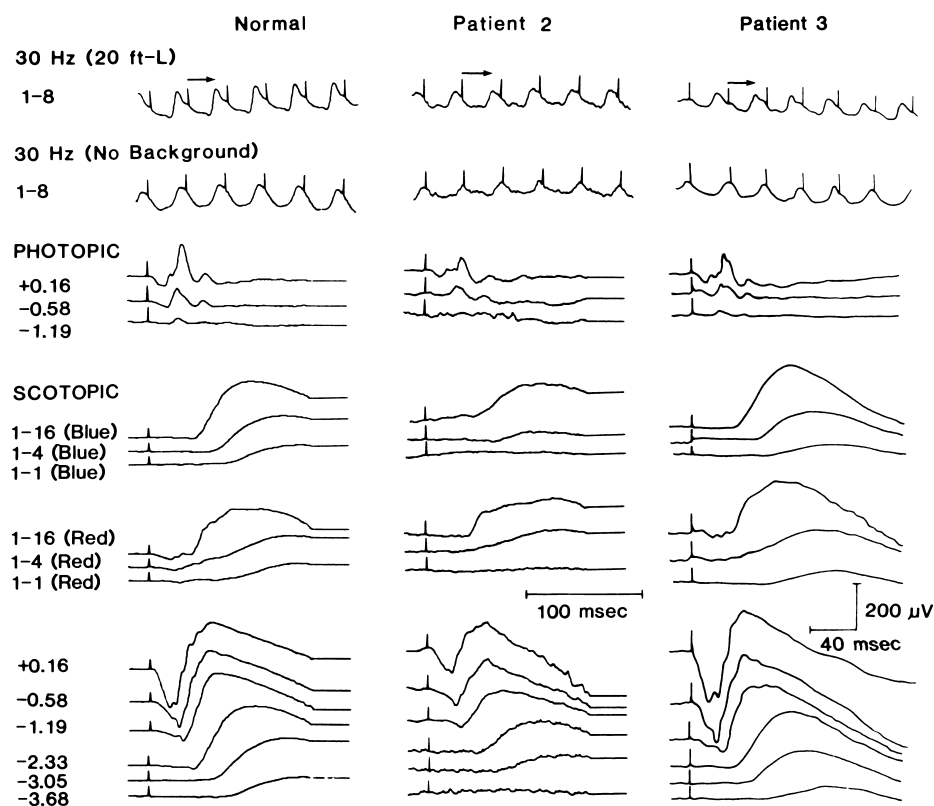 Normal Patient 2 Patient 3
30 Hz (20 ft-L)
1-8
30 Hz (No Background)
1-8
PHOTOPIC
+0.16
-0.58
-1.19
SCOTOPIC
1-16 (Blue)
1-4 (Blue)
1-1 (Blue)
1-16 (Red)
1-4 (Red)
1-1 (Red)
100 msec
200 µV
40 msec
+0.16
-0.58
-1.19
-2.33
-3.05
-3.68